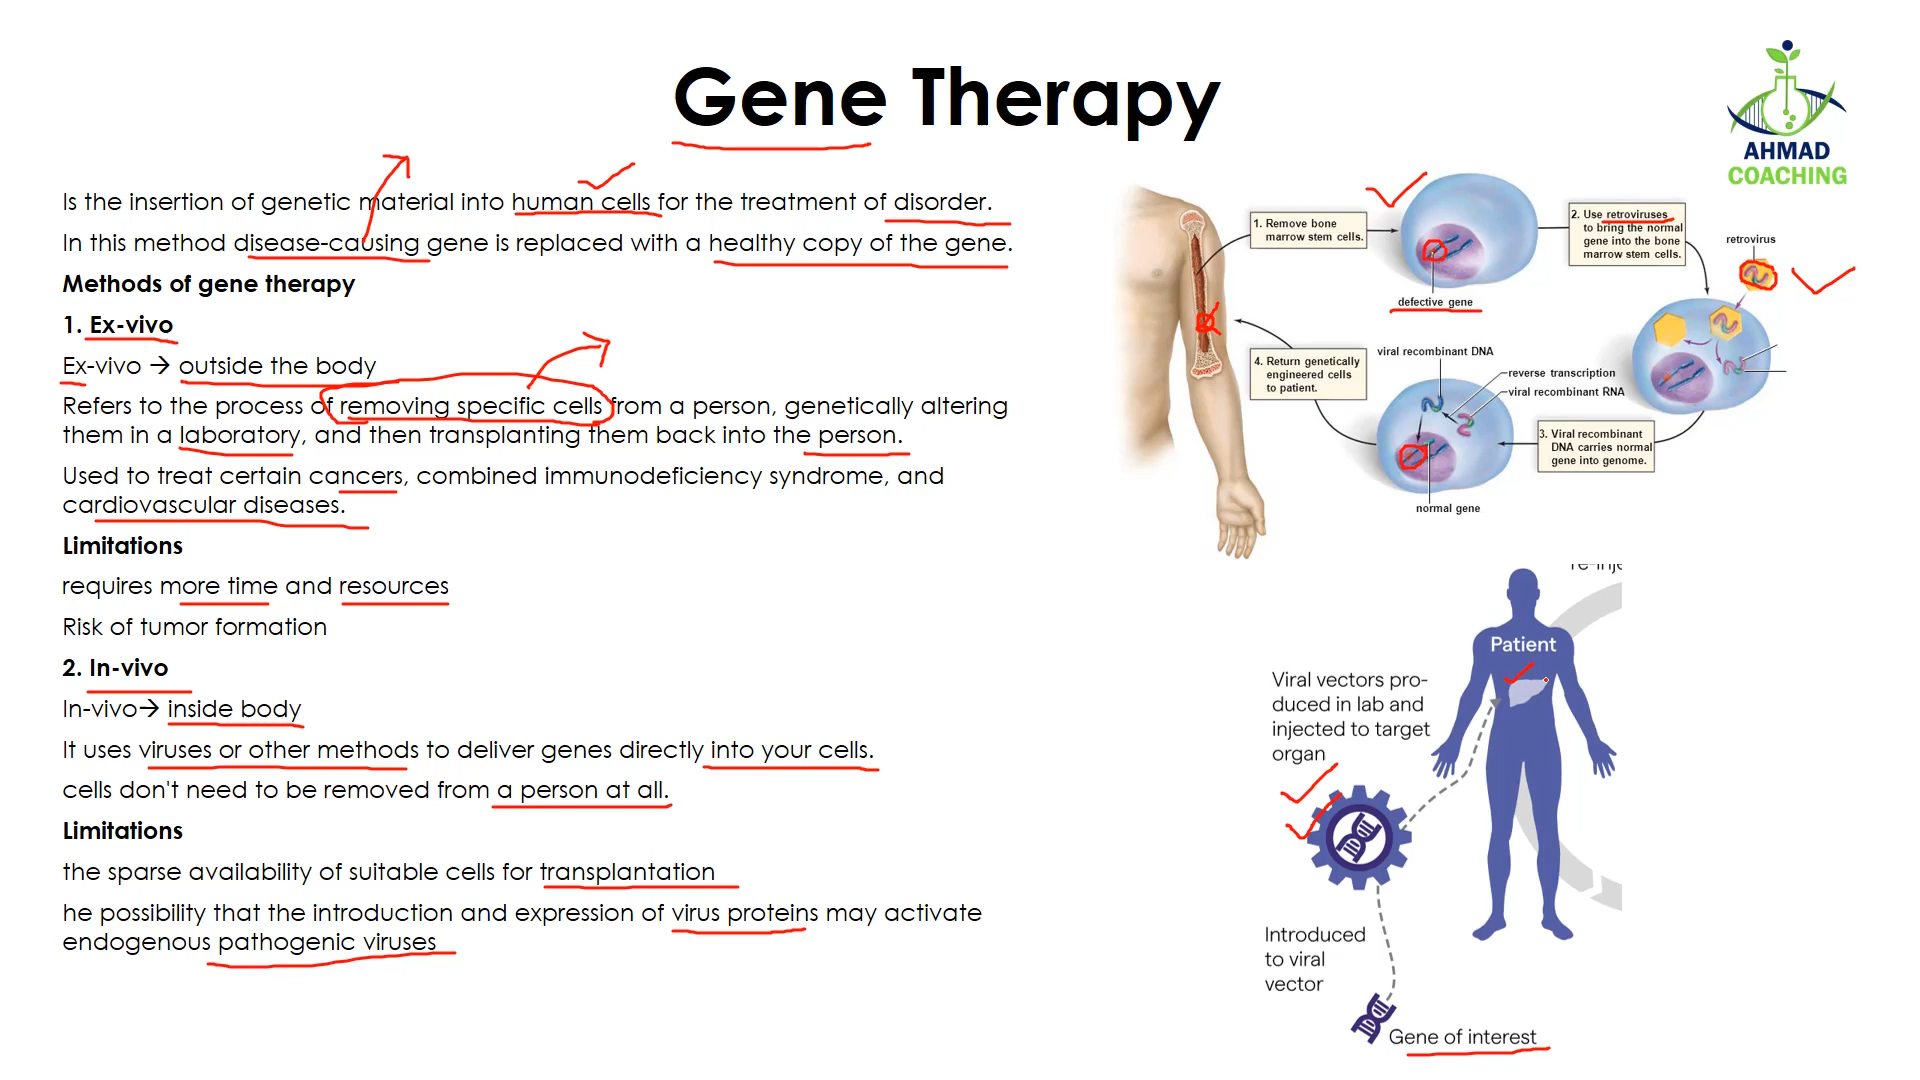 Gene Therapy
AHMAD
COACHING
Is the insertion of genetic material into human cells for the treatment of disorder.
In this method disease-causing gene is replaced with a healthy copy of the gene.
Methods of gene therapy
1. Ex-vivo
Ex-vivo → outside the body
Refers to the process of removing specific cells from a person, genetically altering
them in a laboratory, and then transplanting them back into the person.
Used to treat certain cancers, combined immunodeficiency syndrome, and
cardiovascular diseases.
Limitations
requires more time and resources
Risk of tumor formation
2. In-vivo
In-vivo→ inside body
It uses viruses or other methods to deliver genes directly into your cells.
cells don't need to be removed from a person at all.
Limitations
the sparse availability of suitable cells for transplantation
he possibility that the introduction and expression of virus proteins may activate
endogenous pathogenic viruses
1. Remove bone
marrow stem cells.
defective gene
2. Use retroviruses
to bring the normal
gene into the bone
marrow stem cells.
retrovirus
viral recombinant DNA
reverse transcription
viral recombinant RNA
3. Viral recombinant
DNA carries normal
gene into genome.
normal gene
4. Return genetically
engineered cells
to patient.
Patient
Viral vectors pro-
duced in lab and
injected to target
organ
Introduced
to viral
vector
Gene of interest